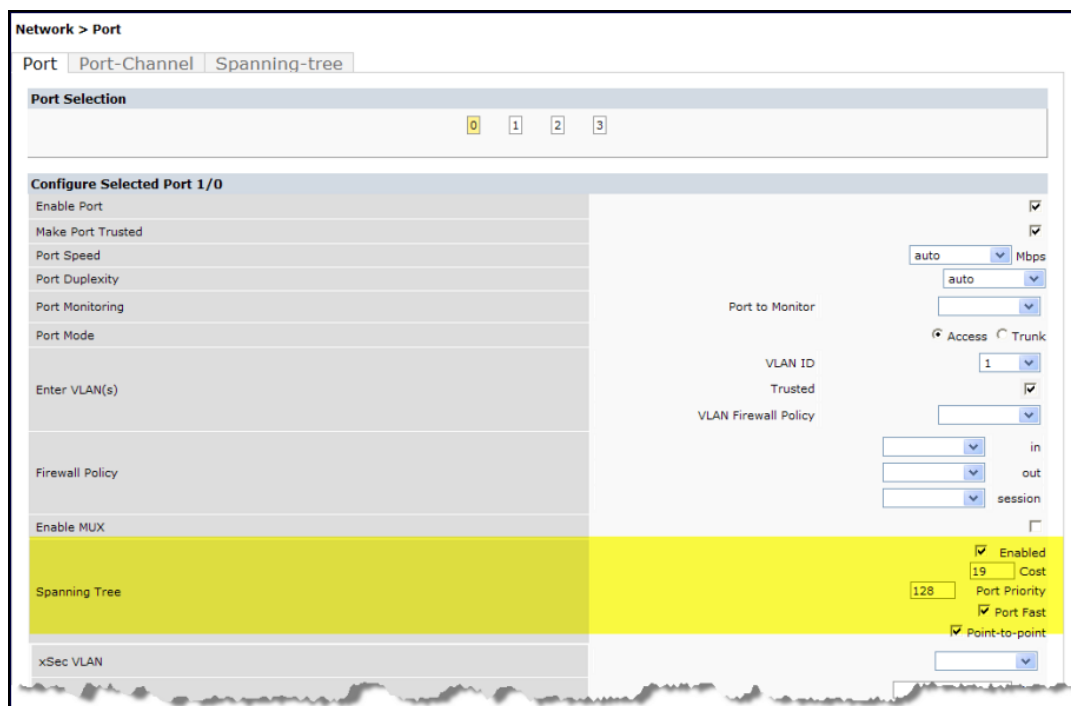 Network > Port
Port Port-Channel Spanning-tree
Port Selection
0 1 2 3
Configure Selected Port 1/0
Enable Port
Make Port Trusted
Port Speed auto Mbps
Port Duplexity auto
Port Monitoring Port to Monitor
Port Mode Access Trunk
Enter VLAN(s)
VLAN ID 1
Trusted
VLAN Firewall Policy
Firewall Policy
in
out
session
Enable MUX
Spanning Tree
Enabled
19 Cost
128 Port Priority
Port Fast
Point-to-point
xSec VLAN